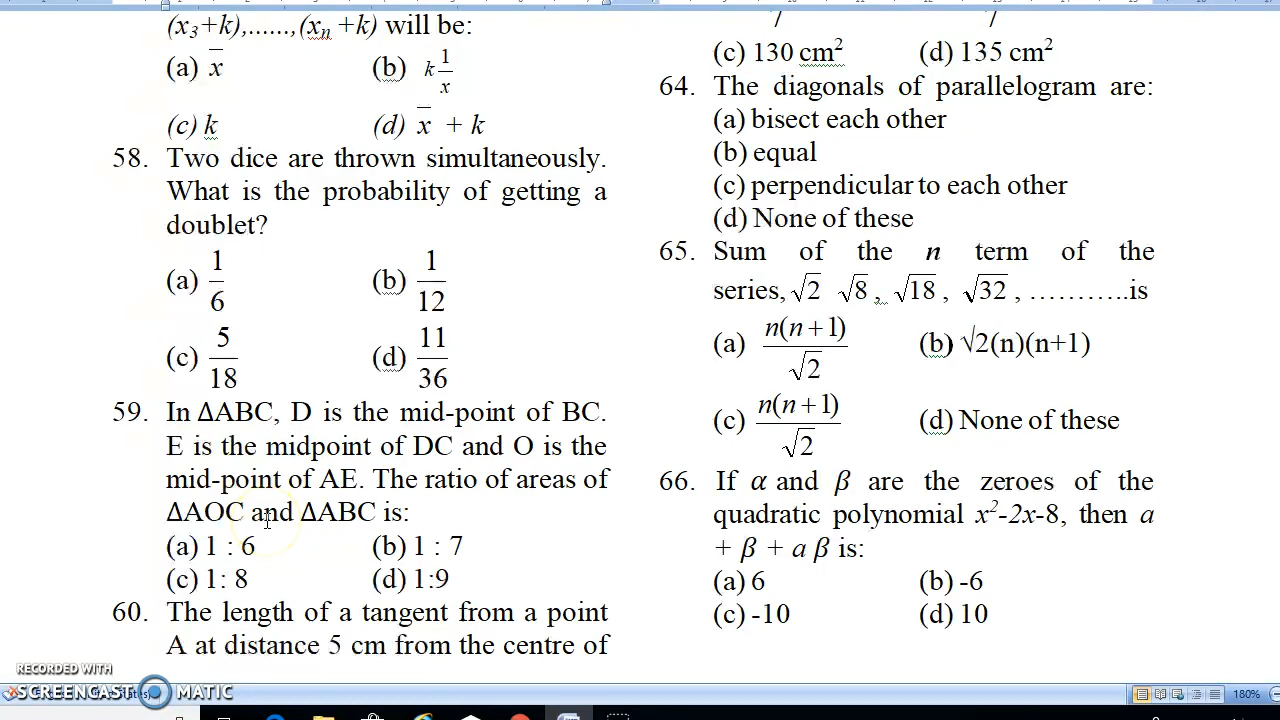 (x₃+k),......,(xₙ +k) will be:
(a) x̄ (b) k 1/x̄
(c) k (d) x̄ + k
58. Two dice are thrown simultaneously.
What is the probability of getting a
doublet?
(a) 1/6 (b) 1/12
(c) 5/18 (d) 11/36
59. In ΔABC, D is the mid-point of BC.
E is the midpoint of DC and O is the
mid-point of AE. The ratio of areas of
ΔAOC and ΔABC is:
(a) 1 : 6 (b) 1 : 7
(c) 1: 8 (d) 1:9
60. The length of a tangent from a point
A at distance 5 cm from the centre of
(c) 130 cm² (d) 135 cm²
64. The diagonals of parallelogram are:
(a) bisect each other
(b) equal
(c) perpendicular to each other
(d) None of these
65. Sum of the n term of the
series, √2 √8 , √18 , √32 , ………..is
(a) n(n+1)/√2 (b) √2(n)(n+1)
(c) n(n+1)/√2 (d) None of these
66. If α and β are the zeroes of the
quadratic polynomial x²-2x-8, then a
+ β + a β is:
(a) 6 (b) -6
(c) -10 (d) 10
RECORDED WITH
SCREENCAST MATIC
180%